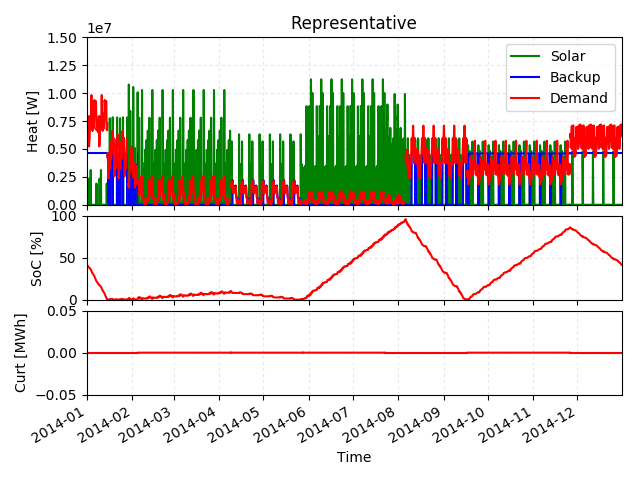 Representative
1e7
1.50
1.25
1.00
0.75
0.50
0.25
0.00
Heat [W]
Solar
Backup
Demand
100
50
0
SoC [%]
0.05
0.00
−0.05
Curt [MWh]
2014-01
2014-02
2014-03
2014-04
2014-05
2014-06
2014-07
2014-08
2014-09
2014-10
2014-11
2014-12
Time